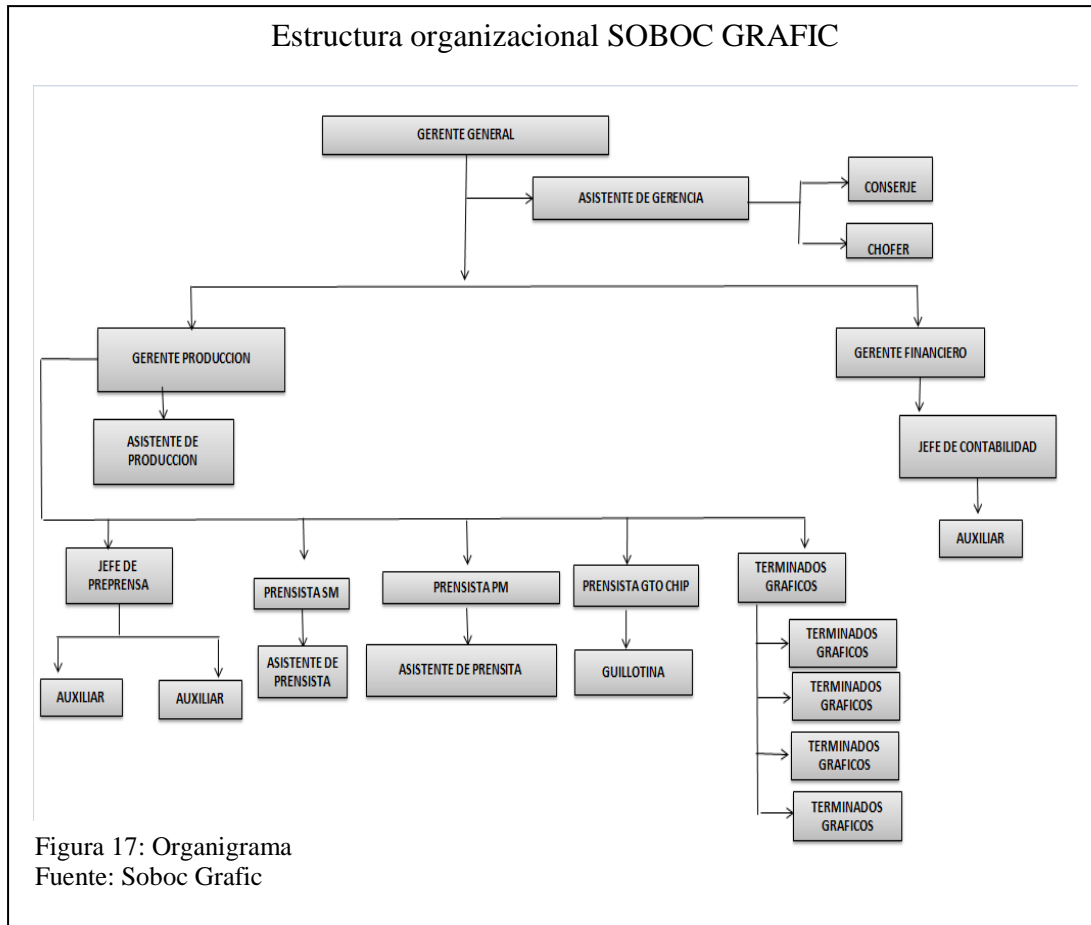 Estructura organizacional SOBOC GRAFIC
GERENTE GENERAL
ASISTENTE DE GERENCIA
CONSERJE
CHOFER
GERENTE PRODUCCION
GERENTE FINANCIERO
ASISTENTE DE
PRODUCCION
JEFE DE CONTABILIDAD
AUXILIAR
JEFE DE
PREPRENSA
PRENSISTA SM
PRENSISTA PM
PRENSISTA GTO CHIP
TERMINADOS
GRAFICOS
AUXILIAR
AUXILIAR
ASISTENTE DE
PRENSISTA
ASISTENTE DE PRENSITA
GUILLOTINA
TERMINADOS
GRAFICOS
TERMINADOS
GRAFICOS
TERMINADOS
GRAFICOS
TERMINADOS
GRAFICOS
Figura 17: Organigrama
Fuente: Soboc Grafic